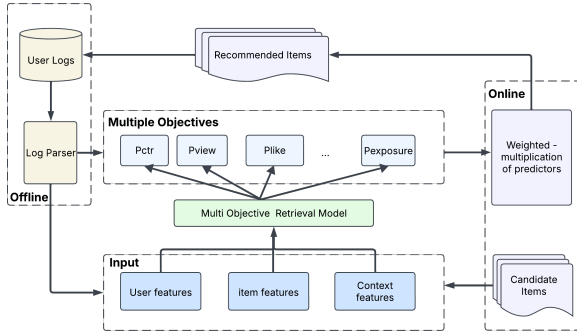 User Logs
Recommended Items
Online
Multiple Objectives
Pctr
Pview
Plike
...
Pexposure
Log Parser
Weighted -
multiplication
of predictors
Offline
Multi Objective Retrieval Model
Input
User features
item features
Context
features
Candidate
Items